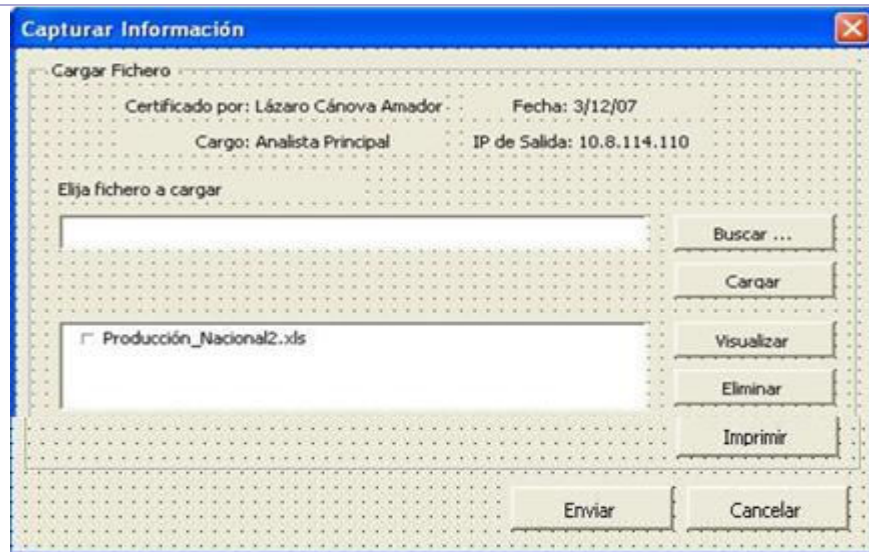 Capturar Información
Cargar Fichero
Certificado por: Lázaro Cánova Amador Fecha: 3/12/07
Cargo: Analista Principal IP de Salida: 10.8.114.110
Elija fichero a cargar
Buscar ...
Cargar
Producción_Nacional2.xls
Visualizar
Eliminar
Imprimir
Enviar Cancelar